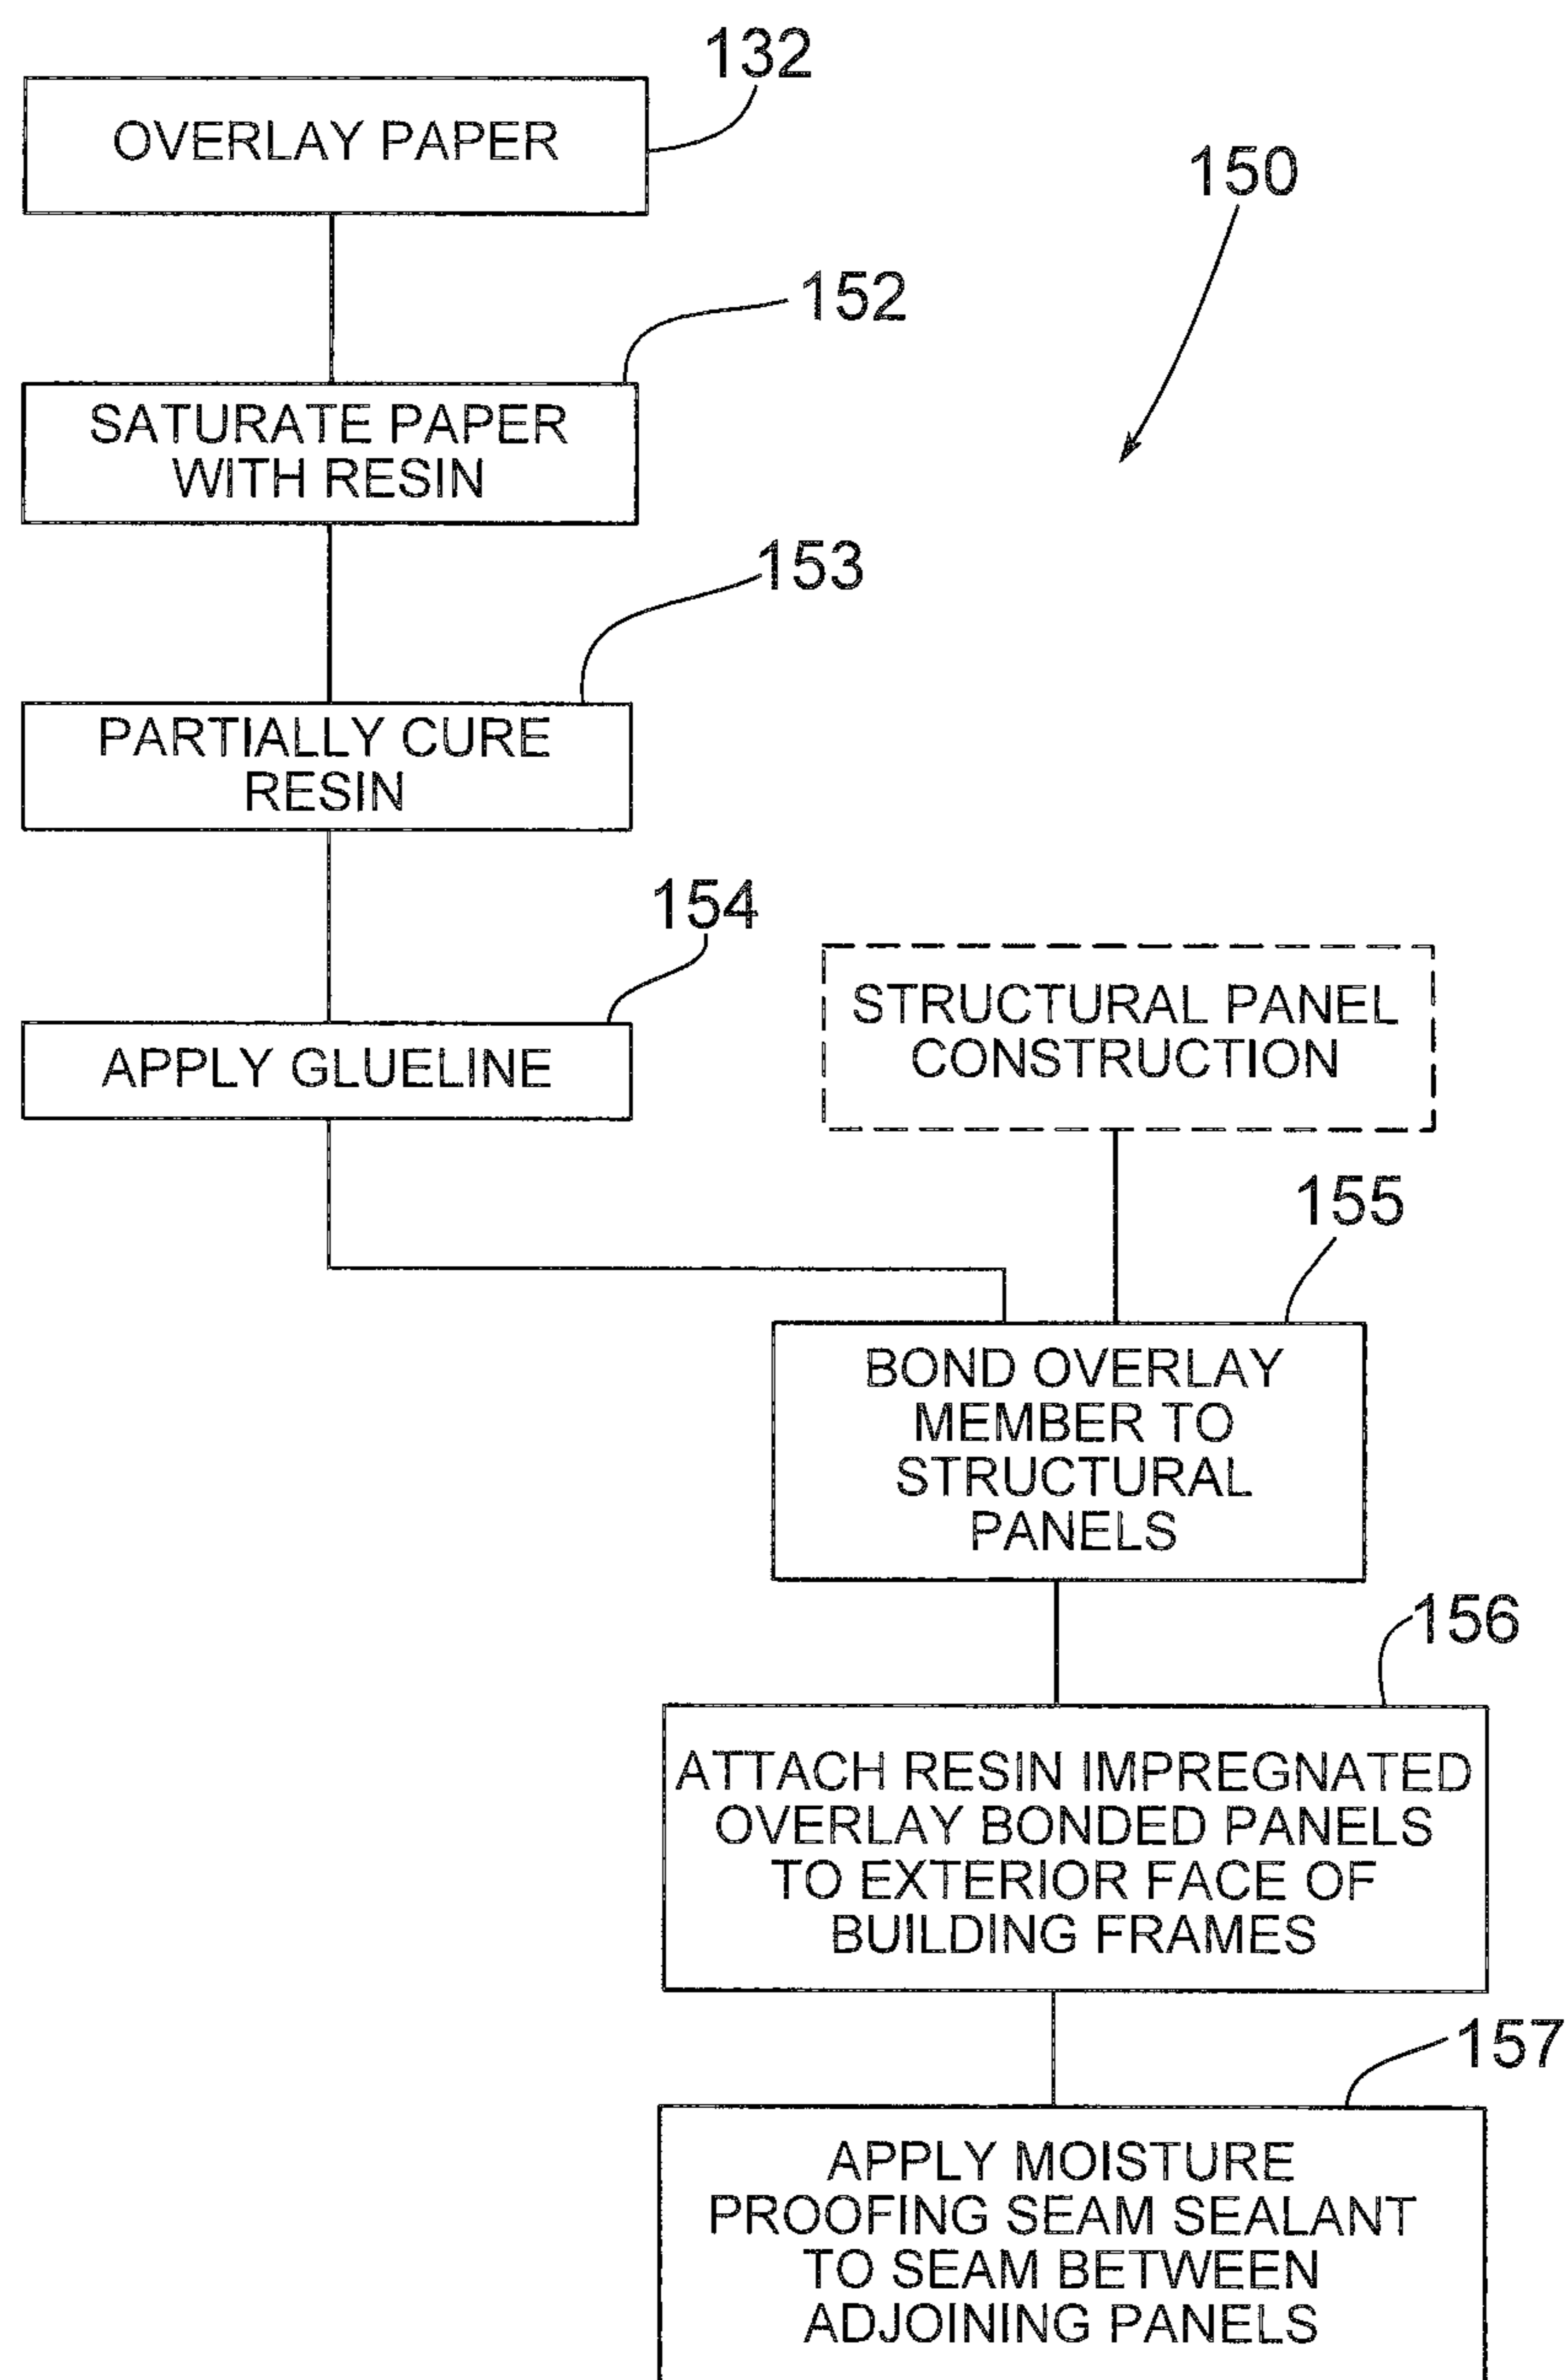 132
OVERLAY PAPER
150
152
SATURATE PAPER
WITH RESIN
153
PARTIALLY CURE
RESIN
154
APPLY GLUELINE
STRUCTURAL PANEL
CONSTRUCTION
155
BOND OVERLAY
MEMBER TO
STRUCTURAL
PANELS
156
ATTACH RESIN IMPREGNATED
OVERLAY BONDED PANELS
TO EXTERIOR FACE OF
BUILDING FRAMES
157
APPLY MOISTURE
PROOFING SEAM SEALANT
TO SEAM BETWEEN
ADJOINING PANELS